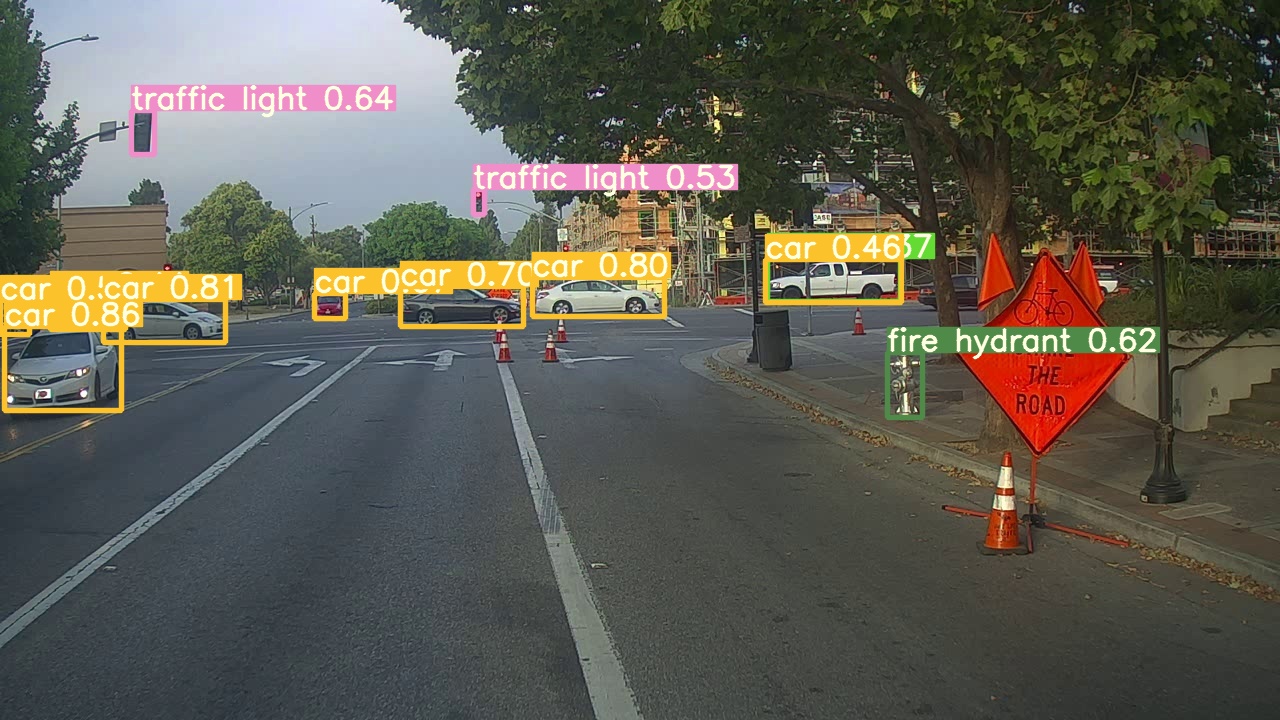 traffic light 0.64
traffic light 0.53
car 0.46
37
car 0.80
car 0.70
car 0.81
car 0.86
fire hydrant 0.62
THE
ROAD